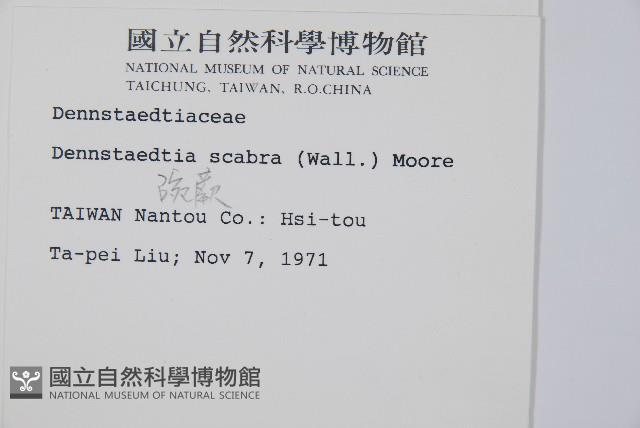 國立自然科學博物館
NATIONAL MUSEUM OF NATURAL SCIENCE
TAICHUNG, TAIWAN, R.O.CHINA
Dennstaedtiaceae
Dennstaedtia scabra (Wall.) Moore
碗蕨
TAIWAN Nantou Co.: Hsi-tou
Ta-pei Liu; Nov 7, 1971
國立自然科學博物館
NATIONAL MUSEUM OF NATURAL SCIENCE